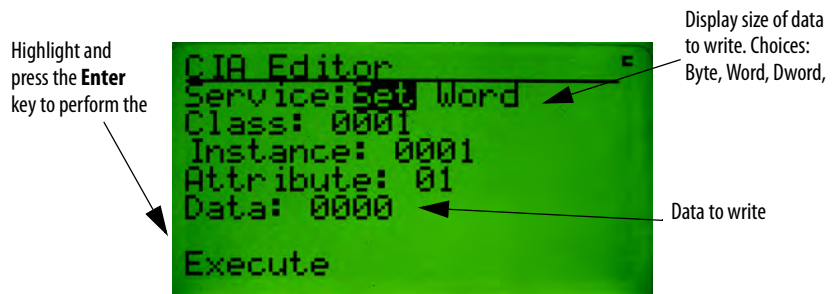 Highlight and
press the Enter
key to perform the
CIA Editor
Service:Set Word
Class: 0001
Instance: 0001
Attribute: 01
Data: 0000
Execute
Display size of data
to write. Choices:
Byte, Word, Dword,
Data to write